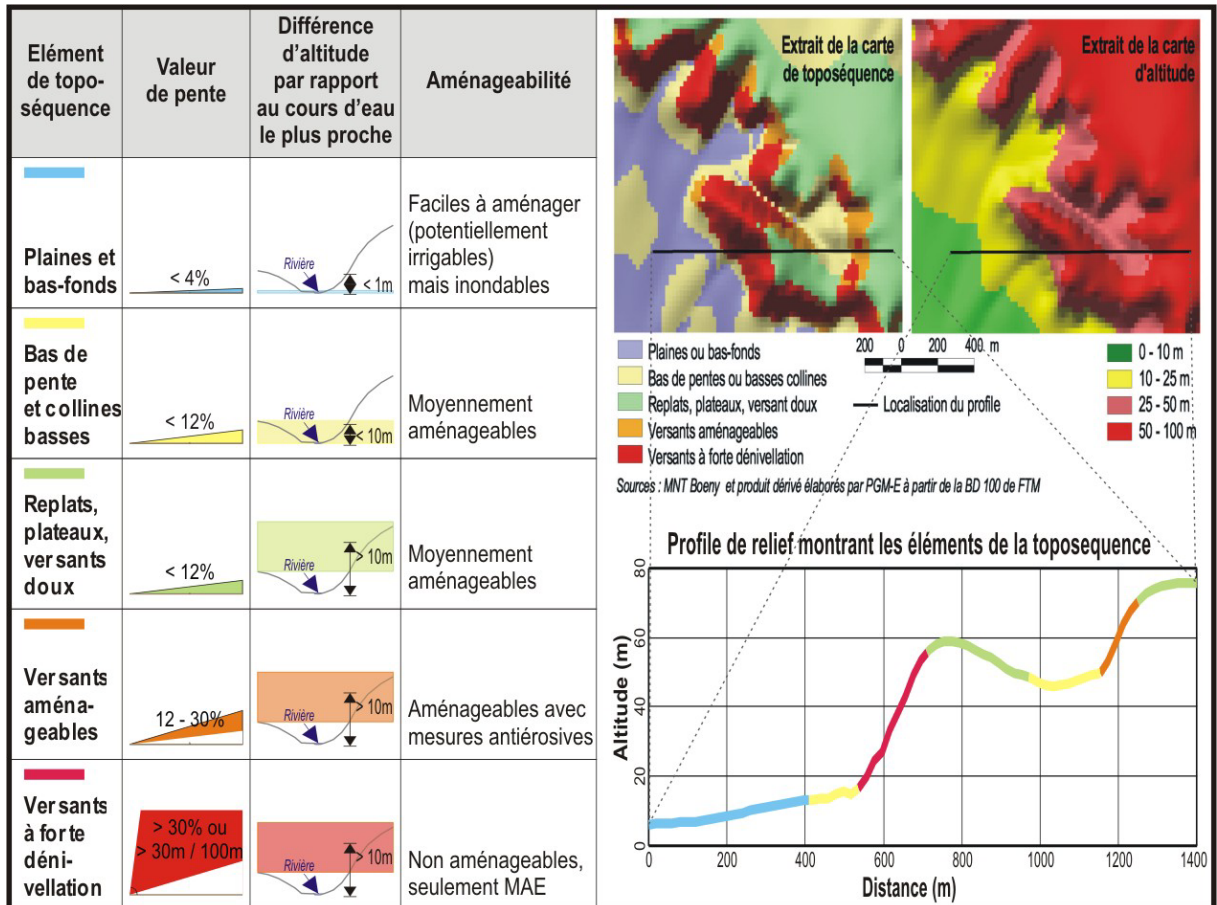 Elément
de topo-
séquence
Valeur
de pente
Différence
d'altitude
par rapport
au cours d'eau
le plus proche
Aménageabilité
Plaines et
bas-fonds
< 4%
Rivière
< 1m
Faciles à aménager
(potentiellement
irrigables)
mais inondables
Bas de
pente
et collines
basses
< 12%
Rivière
< 10m
Moyennement
aménageables
Replats,
plateaux,
versants
doux
< 12%
Rivière
> 10m
Moyennement
aménageables
Versants
aména-
geables
12 - 30%
Rivière
> 10m
Aménageables avec
mesures antiérosives
Versants
à forte
déni-
vellation
> 30% ou
> 30m / 100m
Rivière
> 10m
Non aménageables,
seulement MAE
Extrait de la carte
de toposéquence
Extrait de la carte
d'altitude
Plaines ou bas-fonds
Bas de pentes ou basses collines
Replats, plateaux, versant doux
Versants aménageables
Versants à forte dénivellation
200 0 200 400 m
Localisation du profile
0 - 10 m
10 - 25 m
25 - 50 m
50 - 100 m
Sources : MNT Boeny et produit dérivé élaborés par PGM-E à partir de la BD 100 de FTM
Profile de relief montrant les éléments de la toposequence
Altitude (m)
80
60
40
20
0
0 200 400 600 800 1000 1200 1400
Distance (m)